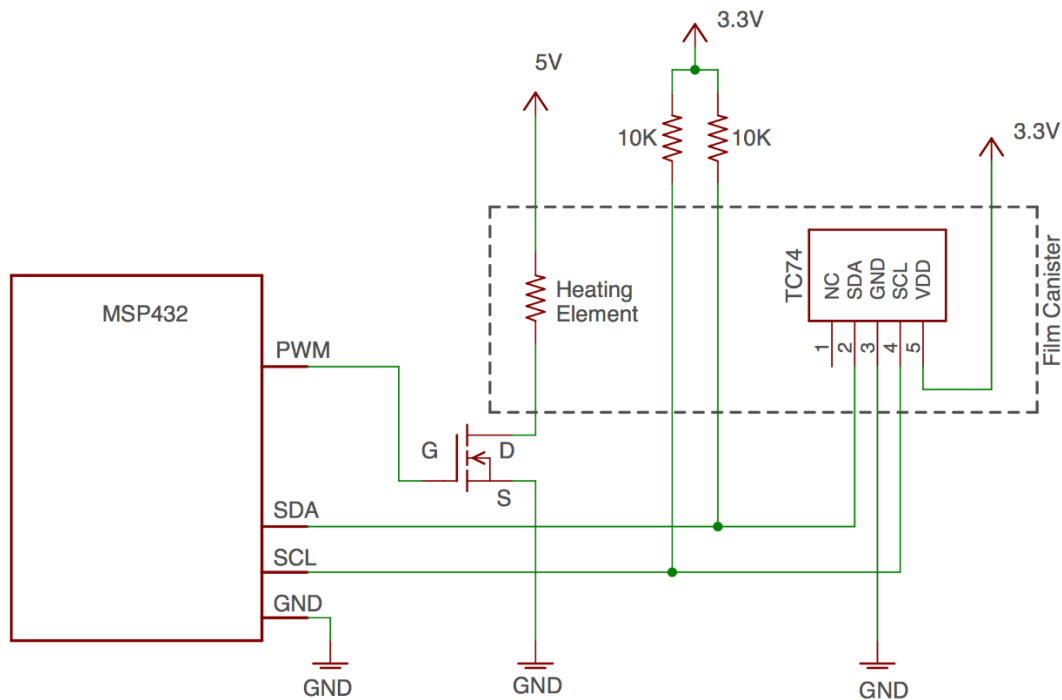 3.3V
5V
10K
10K
3.3V
TC74
NC
SDA
GND
SCL
VDD
1
2
3
4
5
Film Canister
Heating
Element
MSP432
PWM
G
D
S
SDA
SCL
GND
GND
GND
GND